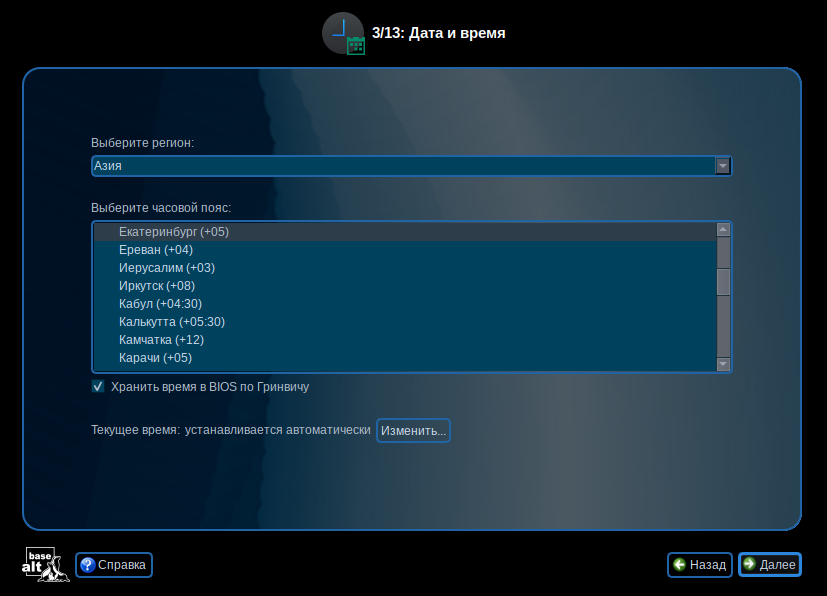 3/13: Дата и время
Выберите регион:
Азия
Выберите часовой пояс:
Екатеринбург (+05)
Ереван (+04)
Иерусалим (+03)
Иркутск (+08)
Кабул (+04:30)
Калькутта (+05:30)
Камчатка (+12)
Карачи (+05)
Хранить время в BIOS по Гринвичу
Текущее время: устанавливается автоматически Изменить...
base
alt
Справка
Назад
Далее